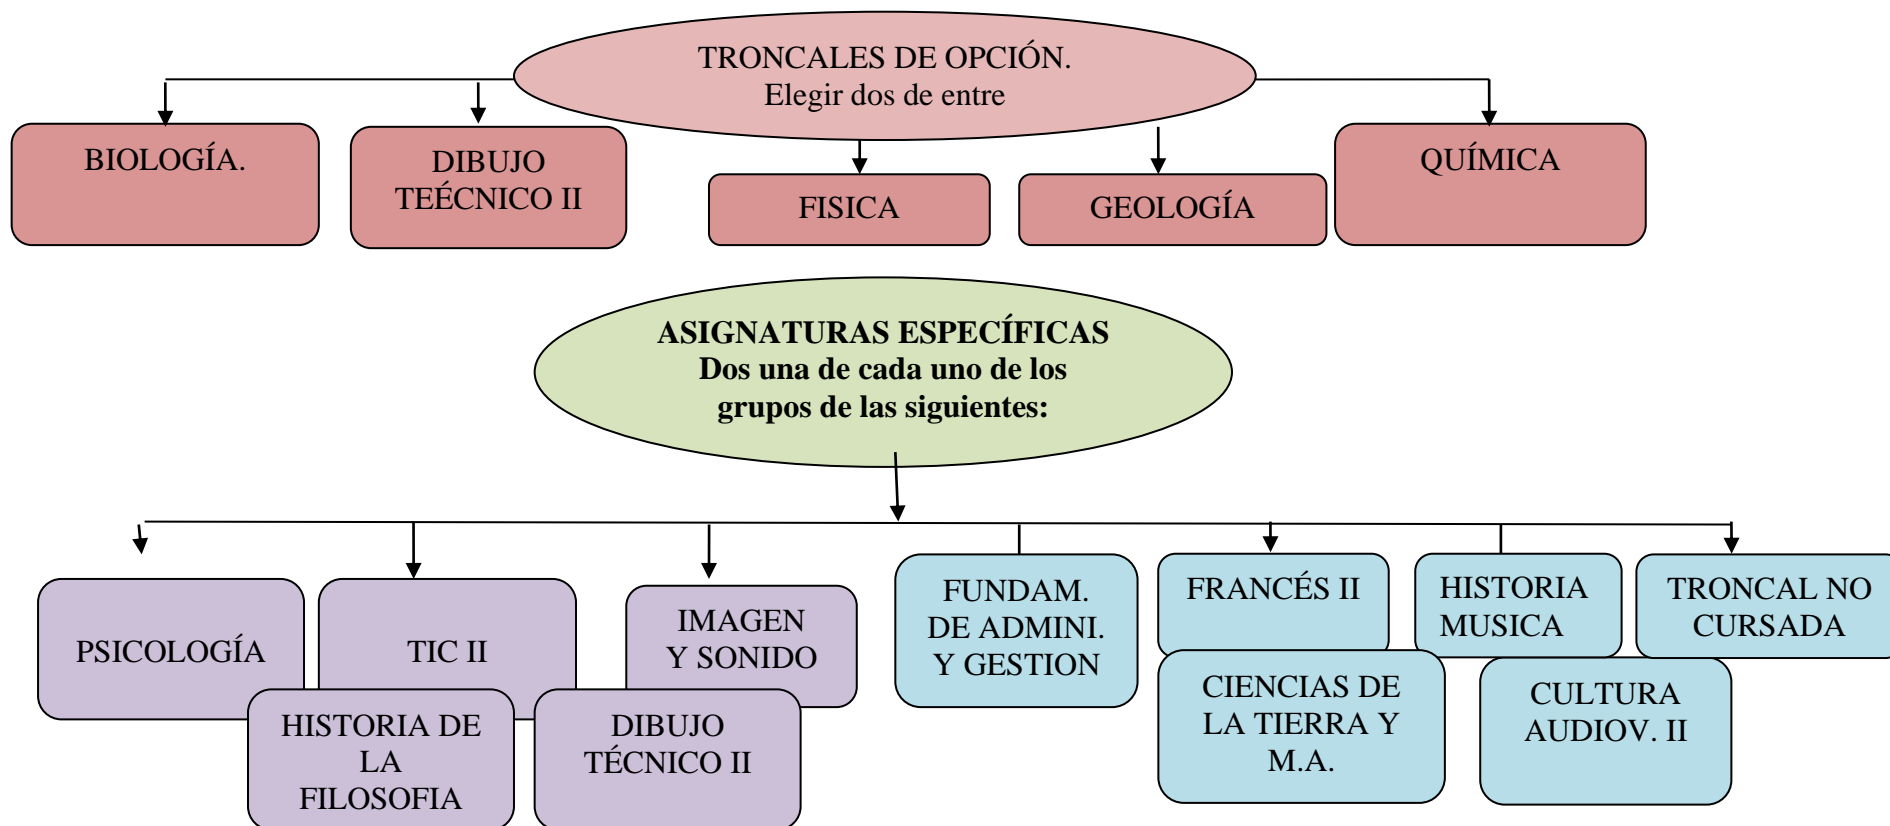 TRONCALES DE OPCIÓN.
Elegir dos de entre
BIOLOGÍA.
DIBUJO
TEÉCNICO II
FISICA
GEOLOGÍA
QUÍMICA
ASIGNATURAS ESPECÍFICAS
Dos una de cada uno de los
grupos de las siguientes:
PSICOLOGÍA
TIC II
IMAGEN
Y SONIDO
FUNDAM.
DE ADMINI.
Y GESTION
FRANCÉS II
HISTORIA
MUSICA
TRONCAL NO
CURSADA
HISTORIA DE
LA
FILOSOFIA
DIBUJO
TÉCNICO II
CIENCIAS DE
LA TIERRA Y
M.A.
CULTURA
AUDIOV. II